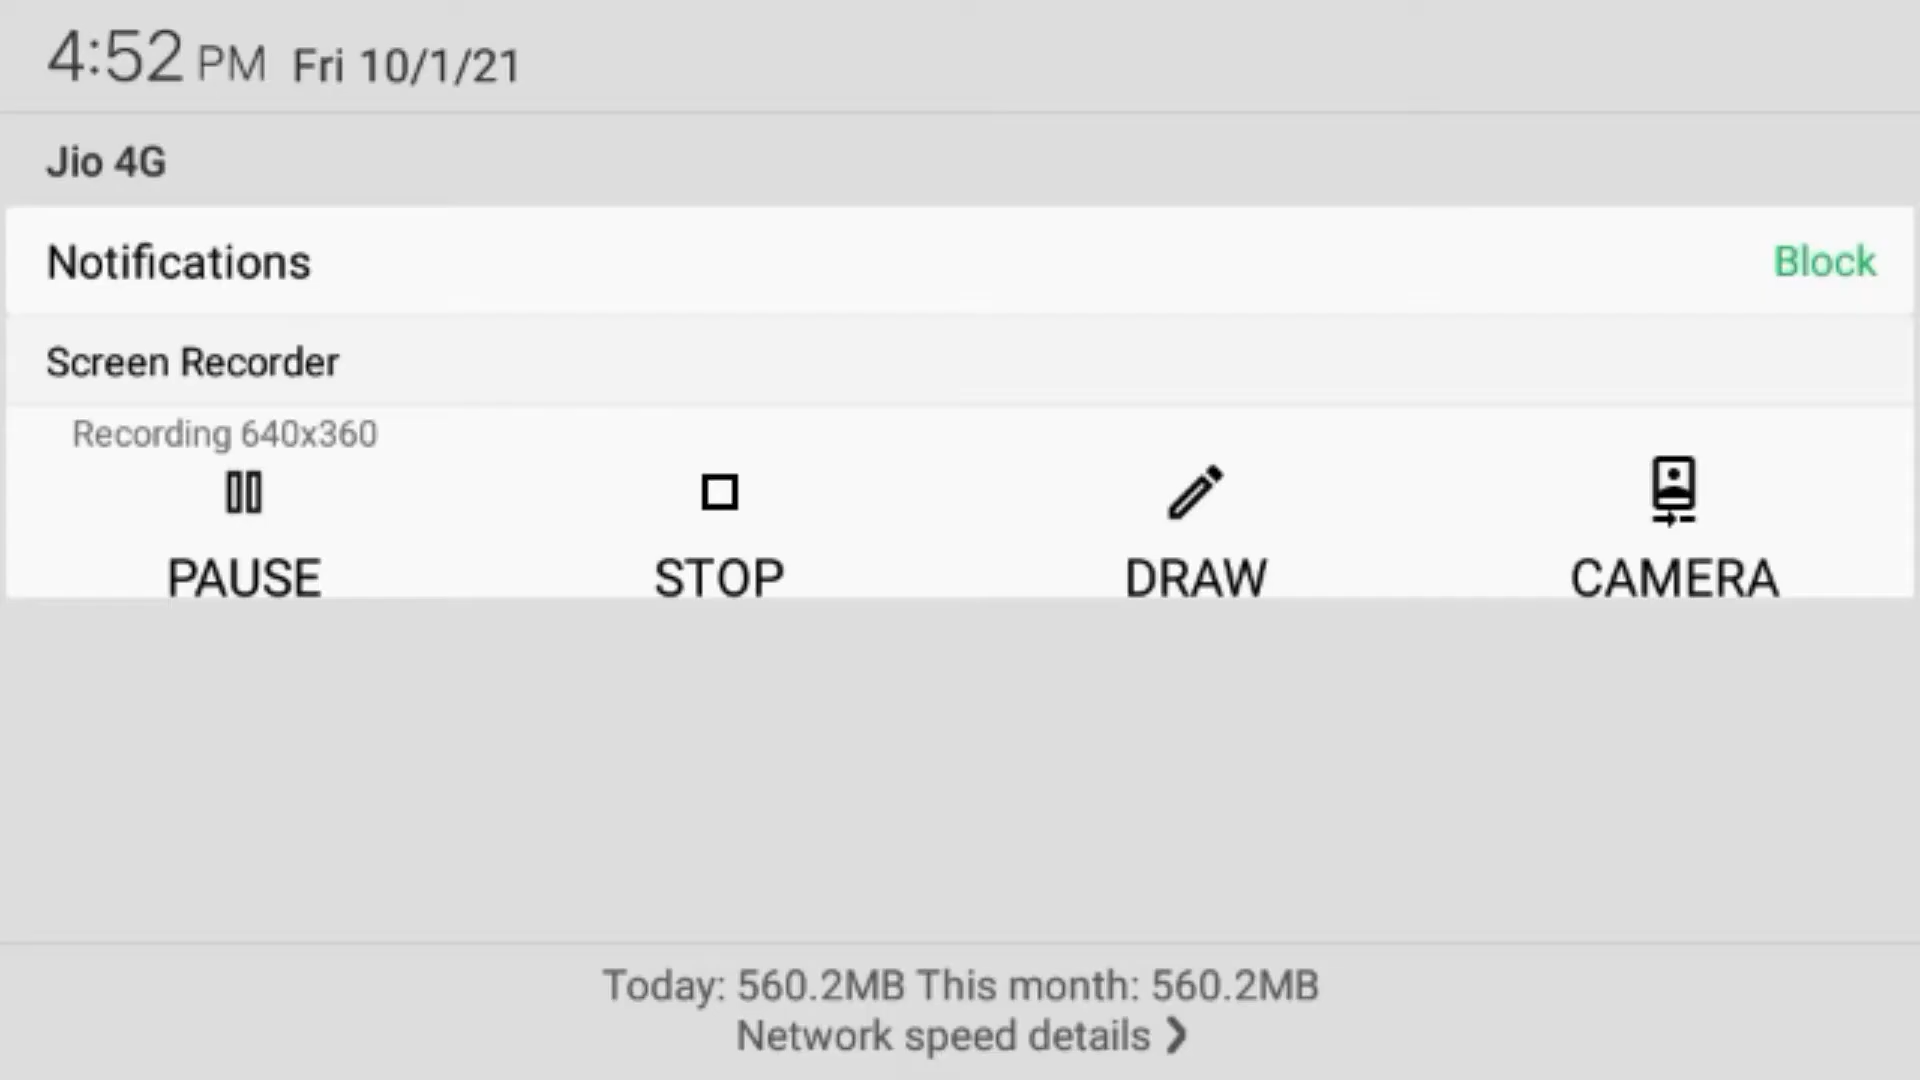 4:52 PM Fri 10/1/21
Jio 4G
Notifications Block
Screen Recorder
Recording 640x360
PAUSE STOP DRAW CAMERA
Today: 560.2MB This month: 560.2MB
Network speed details ❯